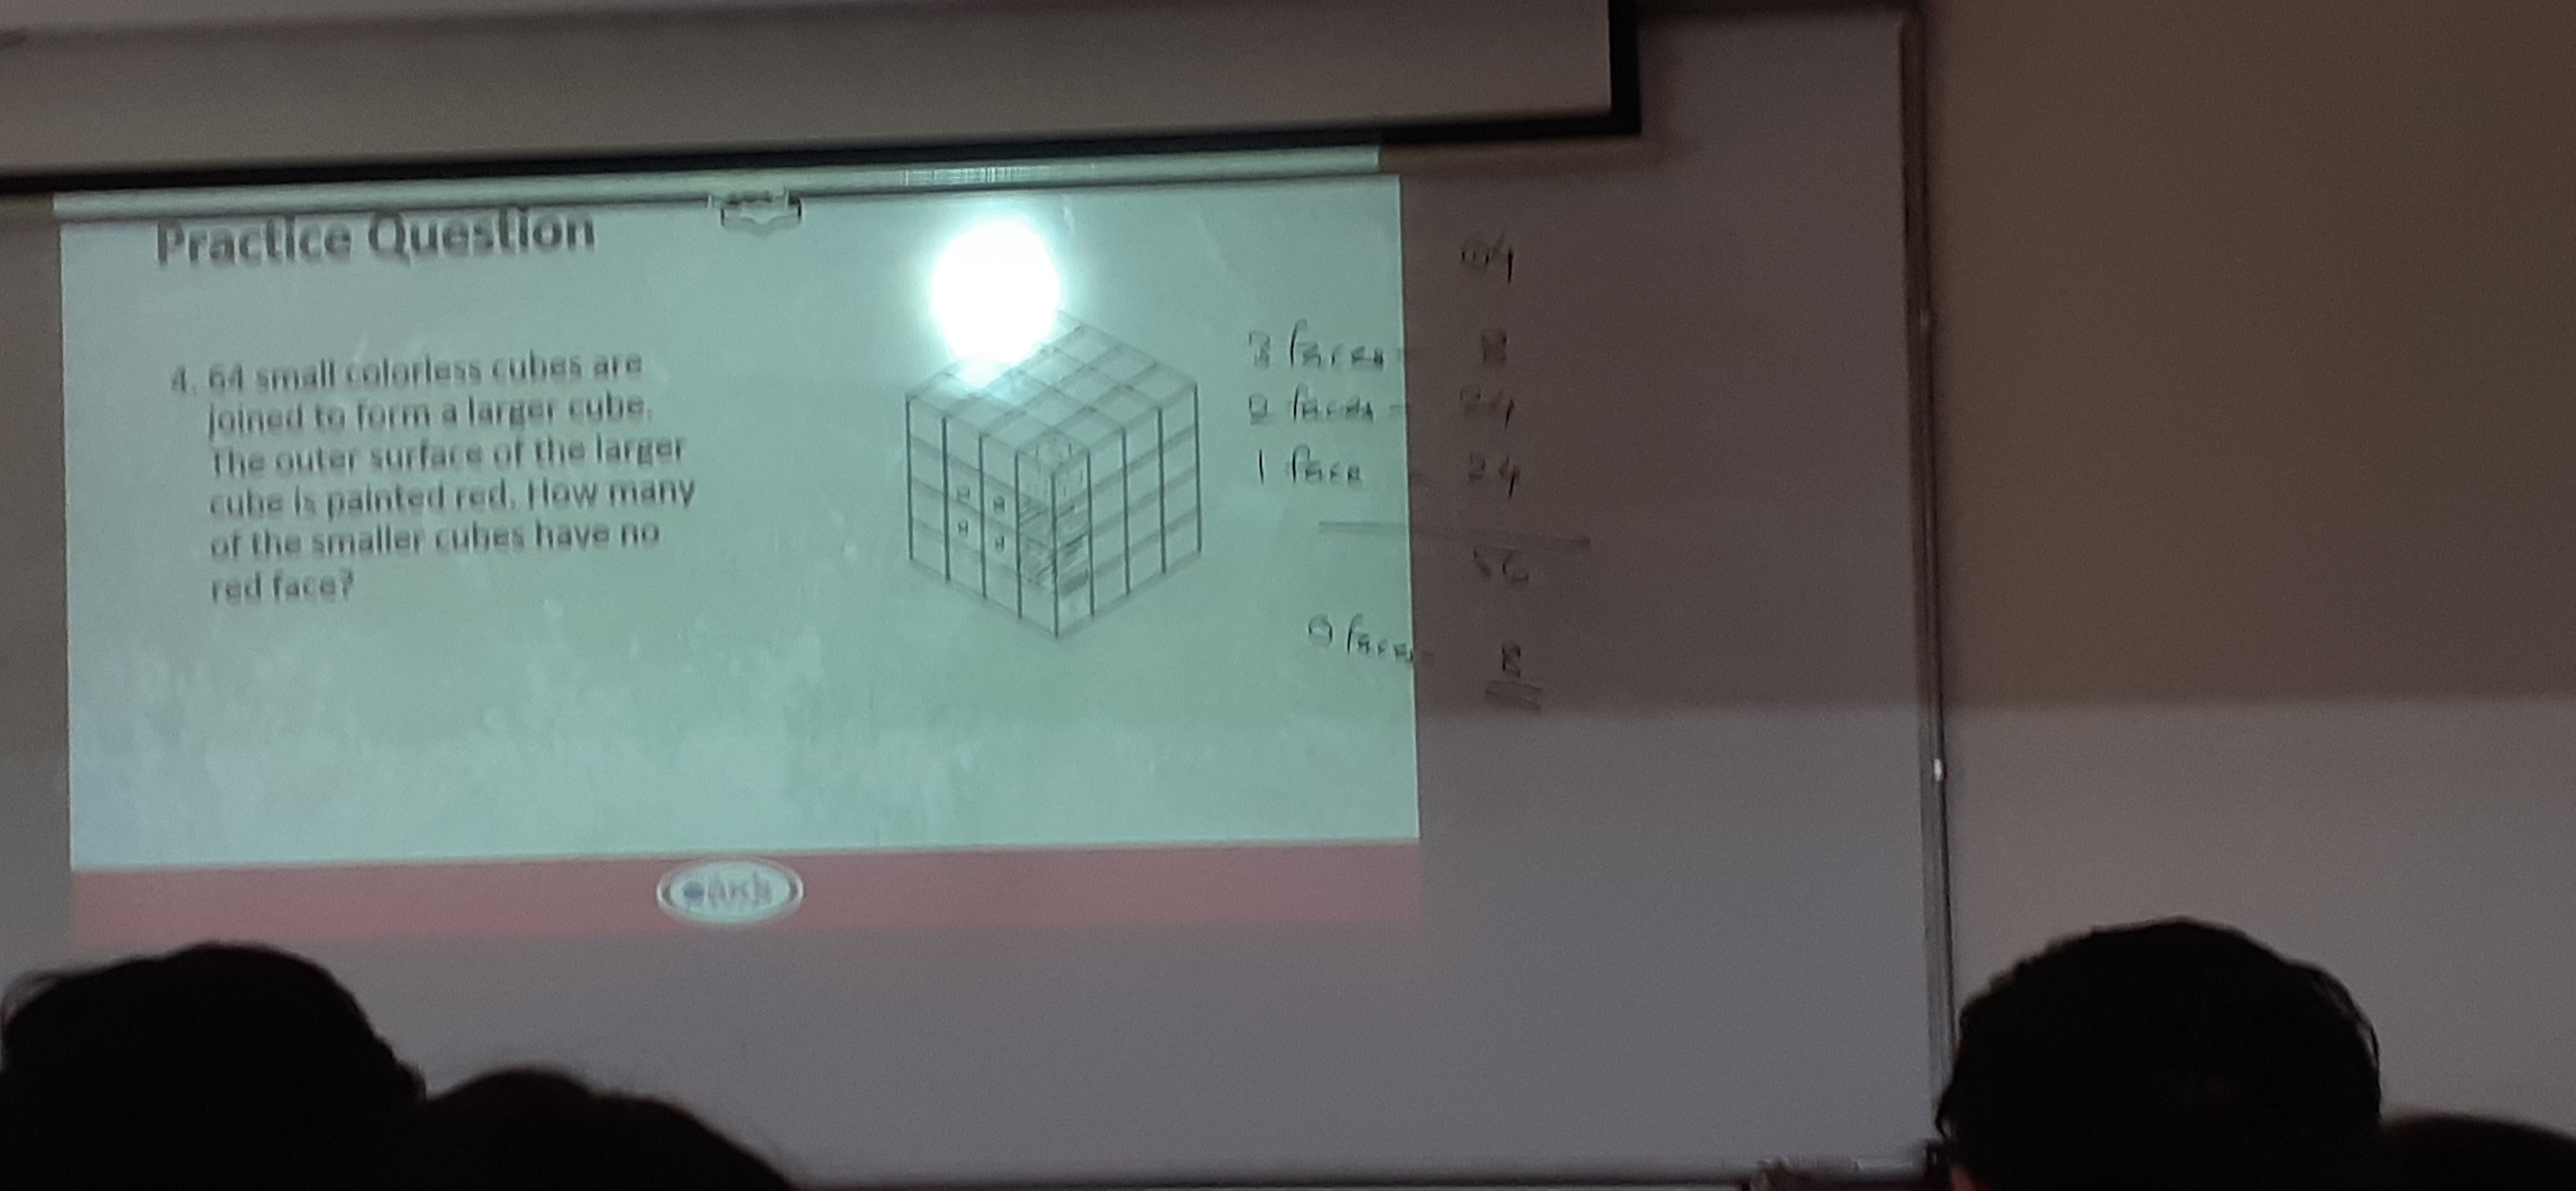 Practice Question
4. 64 small colorless cubes are
joined to form a larger cube.
The outer surface of the larger
cube is painted red. How many
of the smaller cubes have no
red face?
64
3 faces = 8
2 faces = 24
1 face = 24
56
0 faces = 8